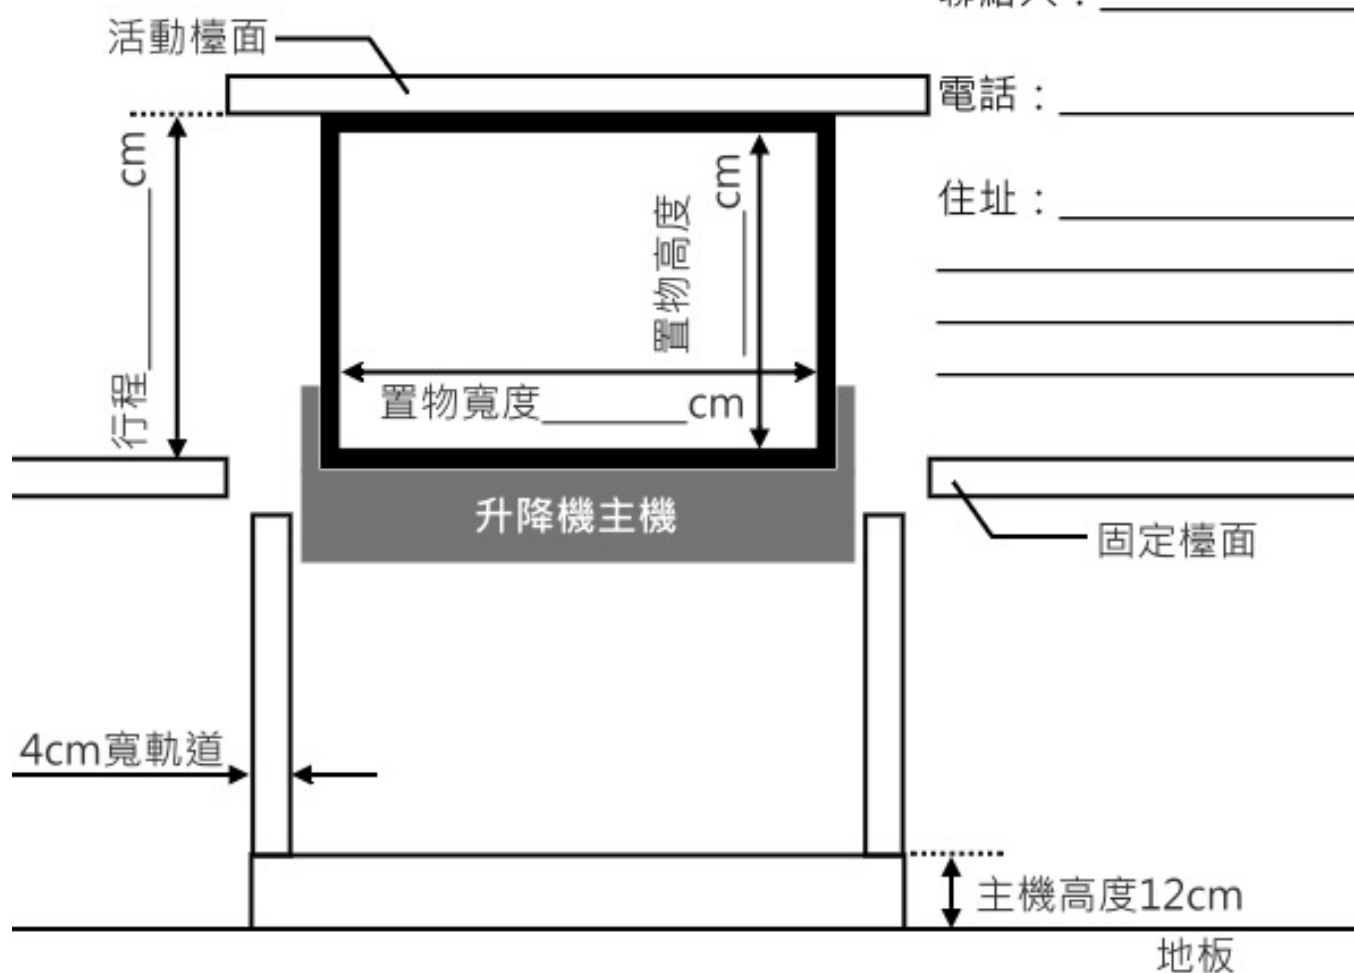 活動檯面
電話：
住址：
行程 cm
置物高度 cm
置物寬度 cm
升降機主機
固定檯面
4cm寬軌道
主機高度12cm
地板